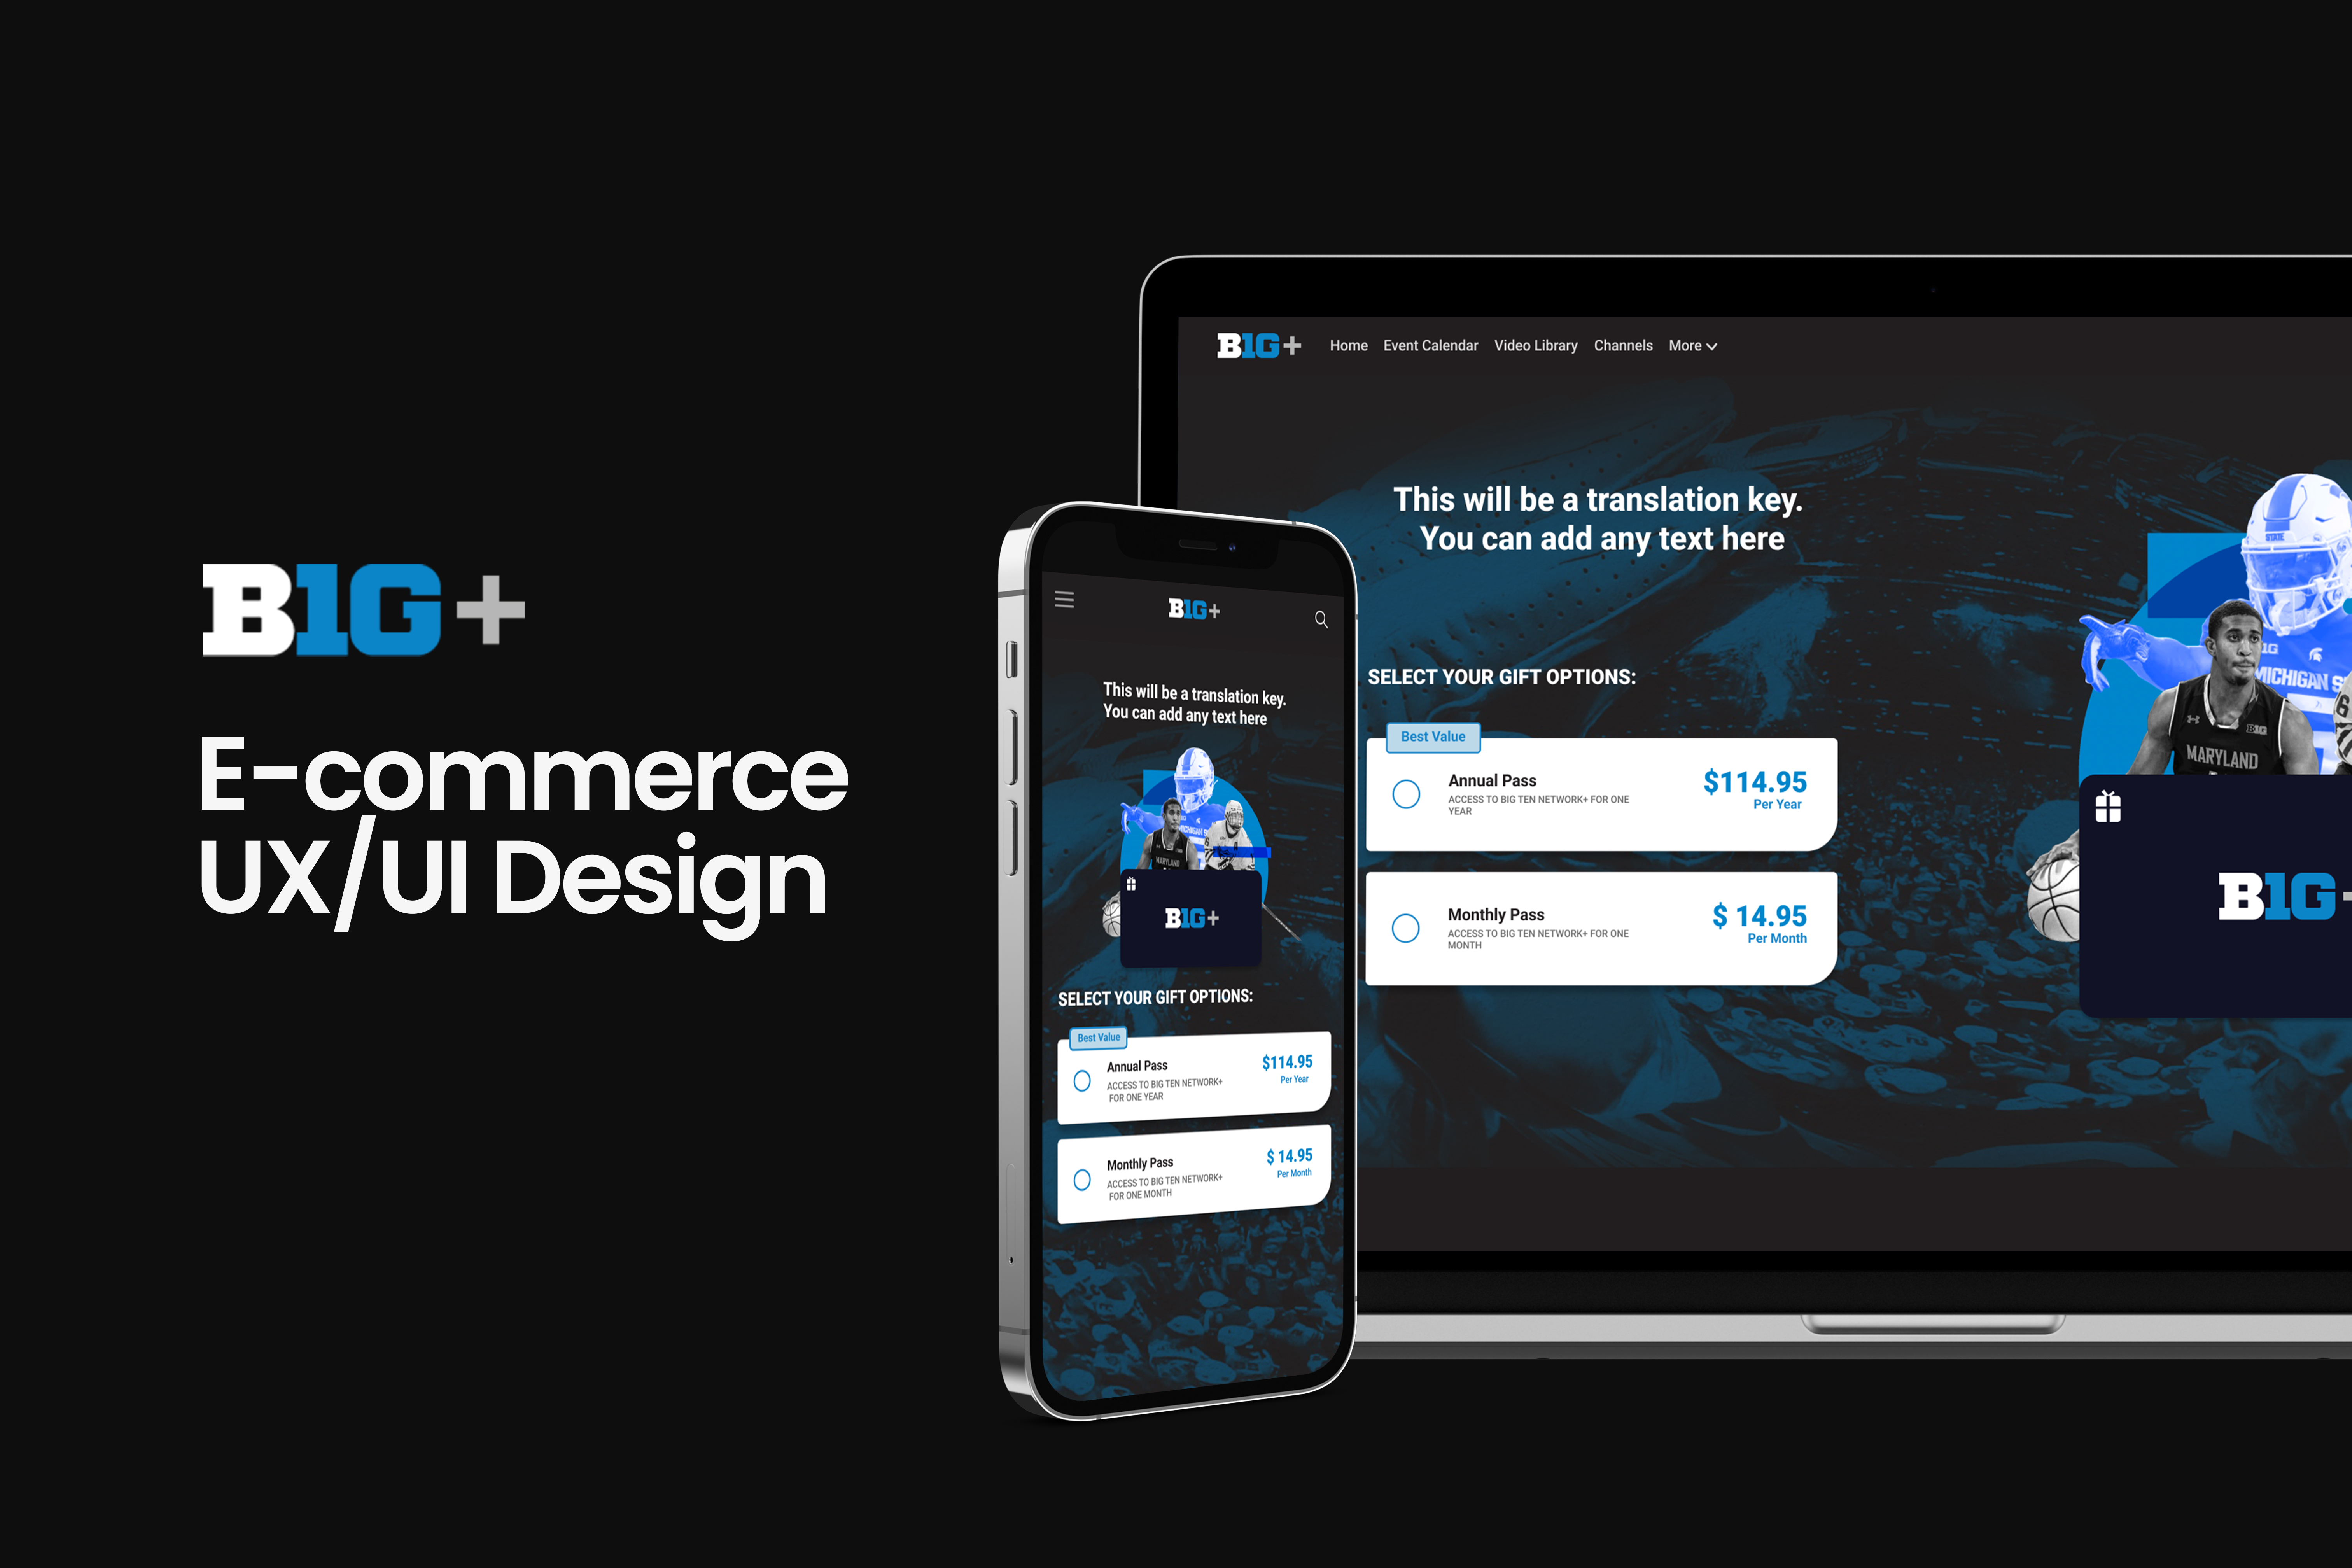 B1G+
E-commerce
UX/UI Design
B1G+
Home Event Calendar Video Library Channels More
This will be a translation key.
You can add any text here
SELECT YOUR GIFT OPTIONS:
Best Value
Annual Pass
ACCESS TO BIG TEN NETWORK+ FOR ONE
YEAR
$114.95
Per Year
Monthly Pass
ACCESS TO BIG TEN NETWORK+ FOR ONE
MONTH
$ 14.95
Per Month
STATE
MICHIGAN S
B1G
MARYLAND
B1G
B1G+
This will be a translation key.
You can add any text here
MARYLAND
B1G+
SELECT YOUR GIFT OPTIONS:
Best Value
Annual Pass
ACCESS TO BIG TEN NETWORK+
FOR ONE YEAR
$114.95
Per Year
Monthly Pass
ACCESS TO BIG TEN NETWORK+
FOR ONE MONTH
$ 14.95
Per Month